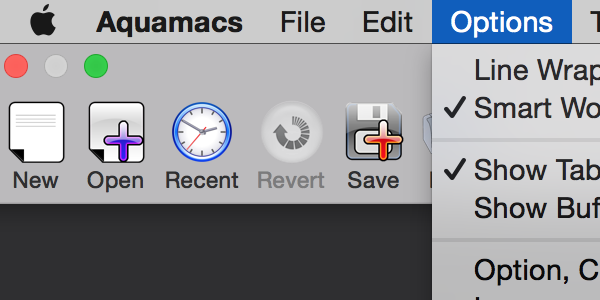 Aquamacs File Edit Options
Line Wrap
Smart Wo
Show Tab
Show Buf
Option, C
New Open Recent Revert Save